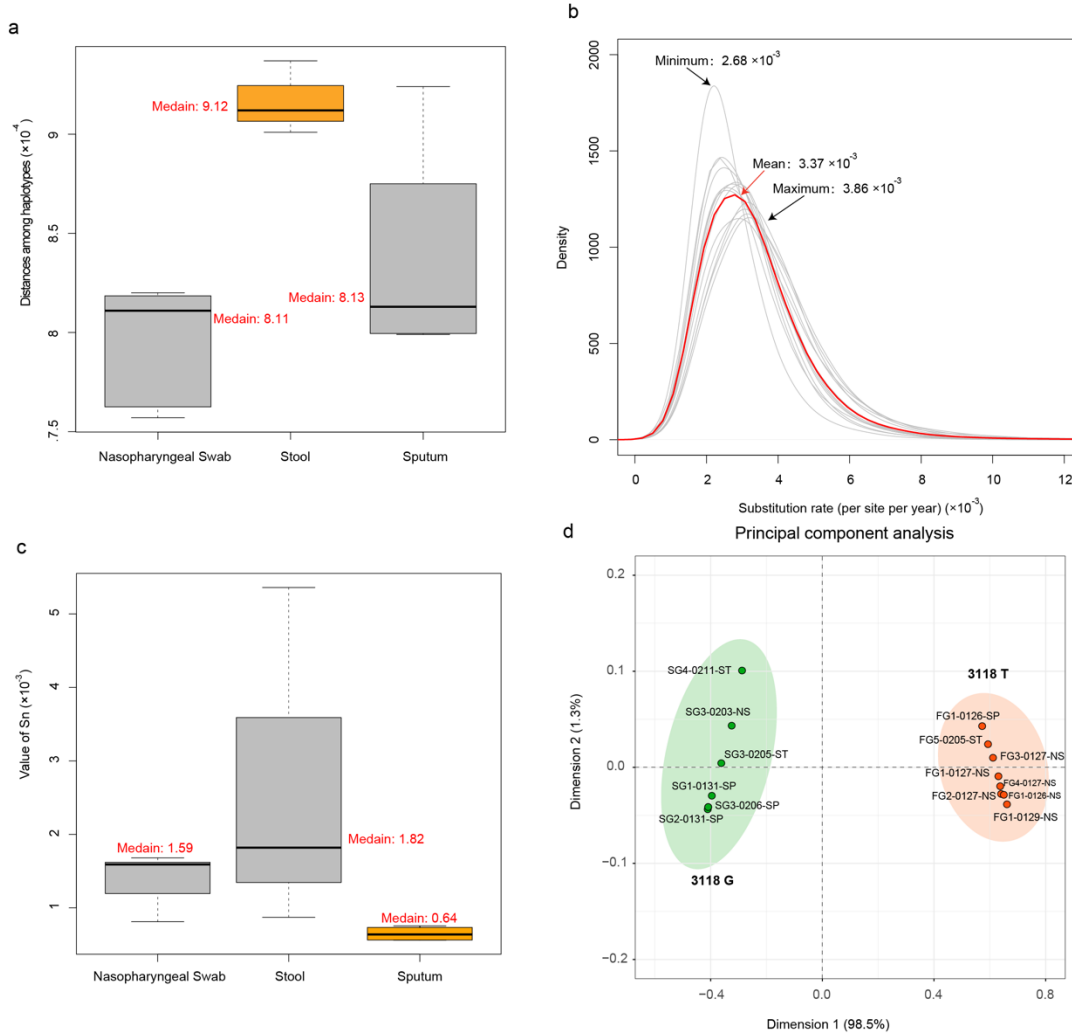 a
Distances among haplotypes (×10⁻⁴)
9
8.5
8
7.5
Medain: 9.12
Medain: 8.11
Medain: 8.13
Nasopharyngeal Swab
Stool
Sputum
b
Density
2000
1500
1000
500
0
Minimum: 2.68 ×10⁻³
Mean: 3.37 ×10⁻³
Maximum: 3.86 ×10⁻³
0 2 4 6 8 10 12
Substitution rate (per site per year) (×10⁻³)
c
Value of Sn (×10⁻³)
5
4
3
2
1
Medain: 1.59
Medain: 1.82
Medain: 0.64
Nasopharyngeal Swab
Stool
Sputum
d
Principal component analysis
Dimension 2 (1.3%)
0.2
0.1
0.0
−0.1
−0.2
SG4-0211-ST
SG3-0203-NS
SG3-0205-ST
SG1-0131-SP
SG3-0206-SP
SG2-0131-SP
3118 G
3118 T
FG1-0126-SP
FG5-0205-ST
FG3-0127-NS
FG1-0127-NS
FG4-0127-NS
FG2-0127-NS
FG1-0126-NS
FG1-0129-NS
−0.4 0.0 0.4 0.8
Dimension 1 (98.5%)